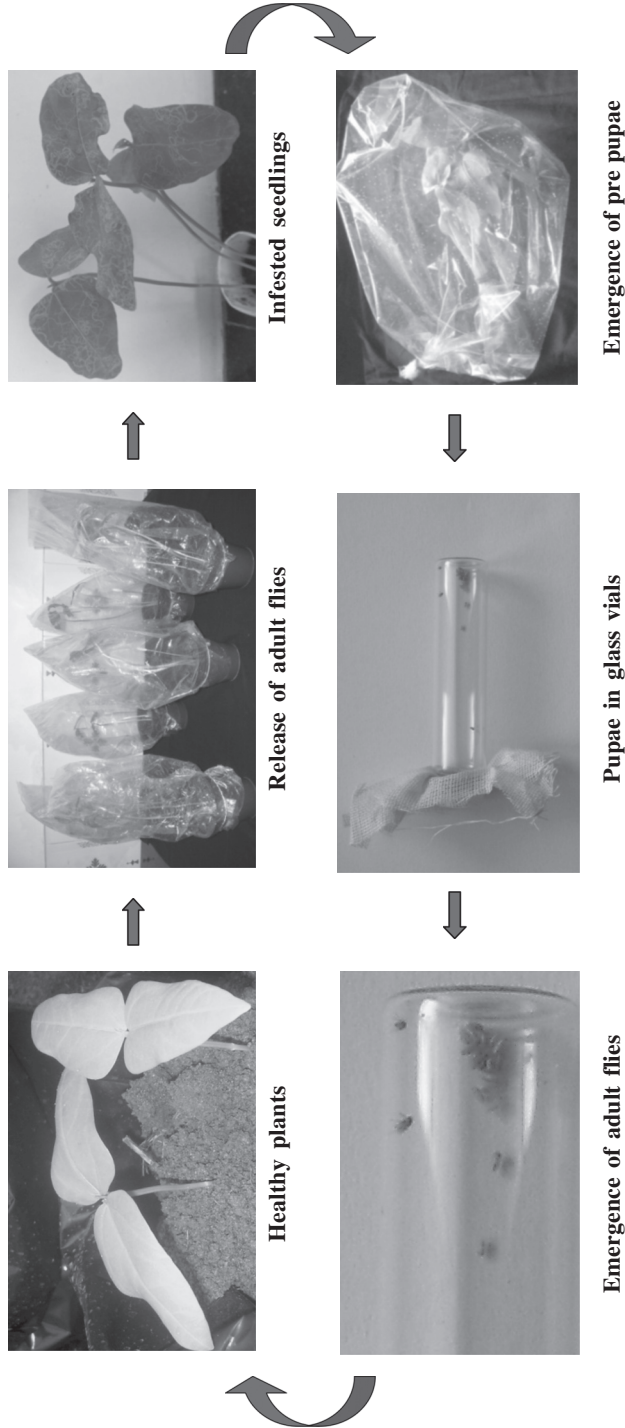 Healthy plants
Release of adult flies
Infested seedlings
Emergence of pre pupae
Pupae in glass vials
Emergence of adult flies